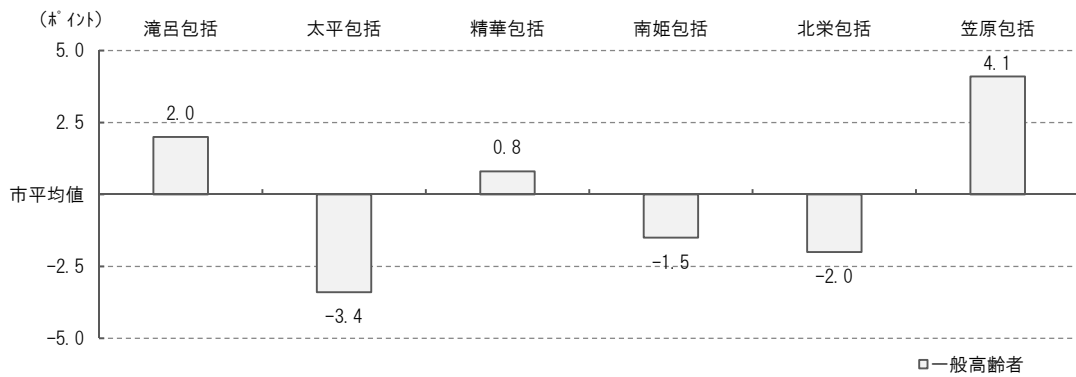 （ﾎﾟｲﾝﾄ）
滝呂包括 太平包括 精華包括 南姫包括 北栄包括 笠原包括
5.0
4.1
2.5
2.0
0.8
市平均値
-1.5
-2.0
-2.5
-3.4
-5.0
一般高齢者